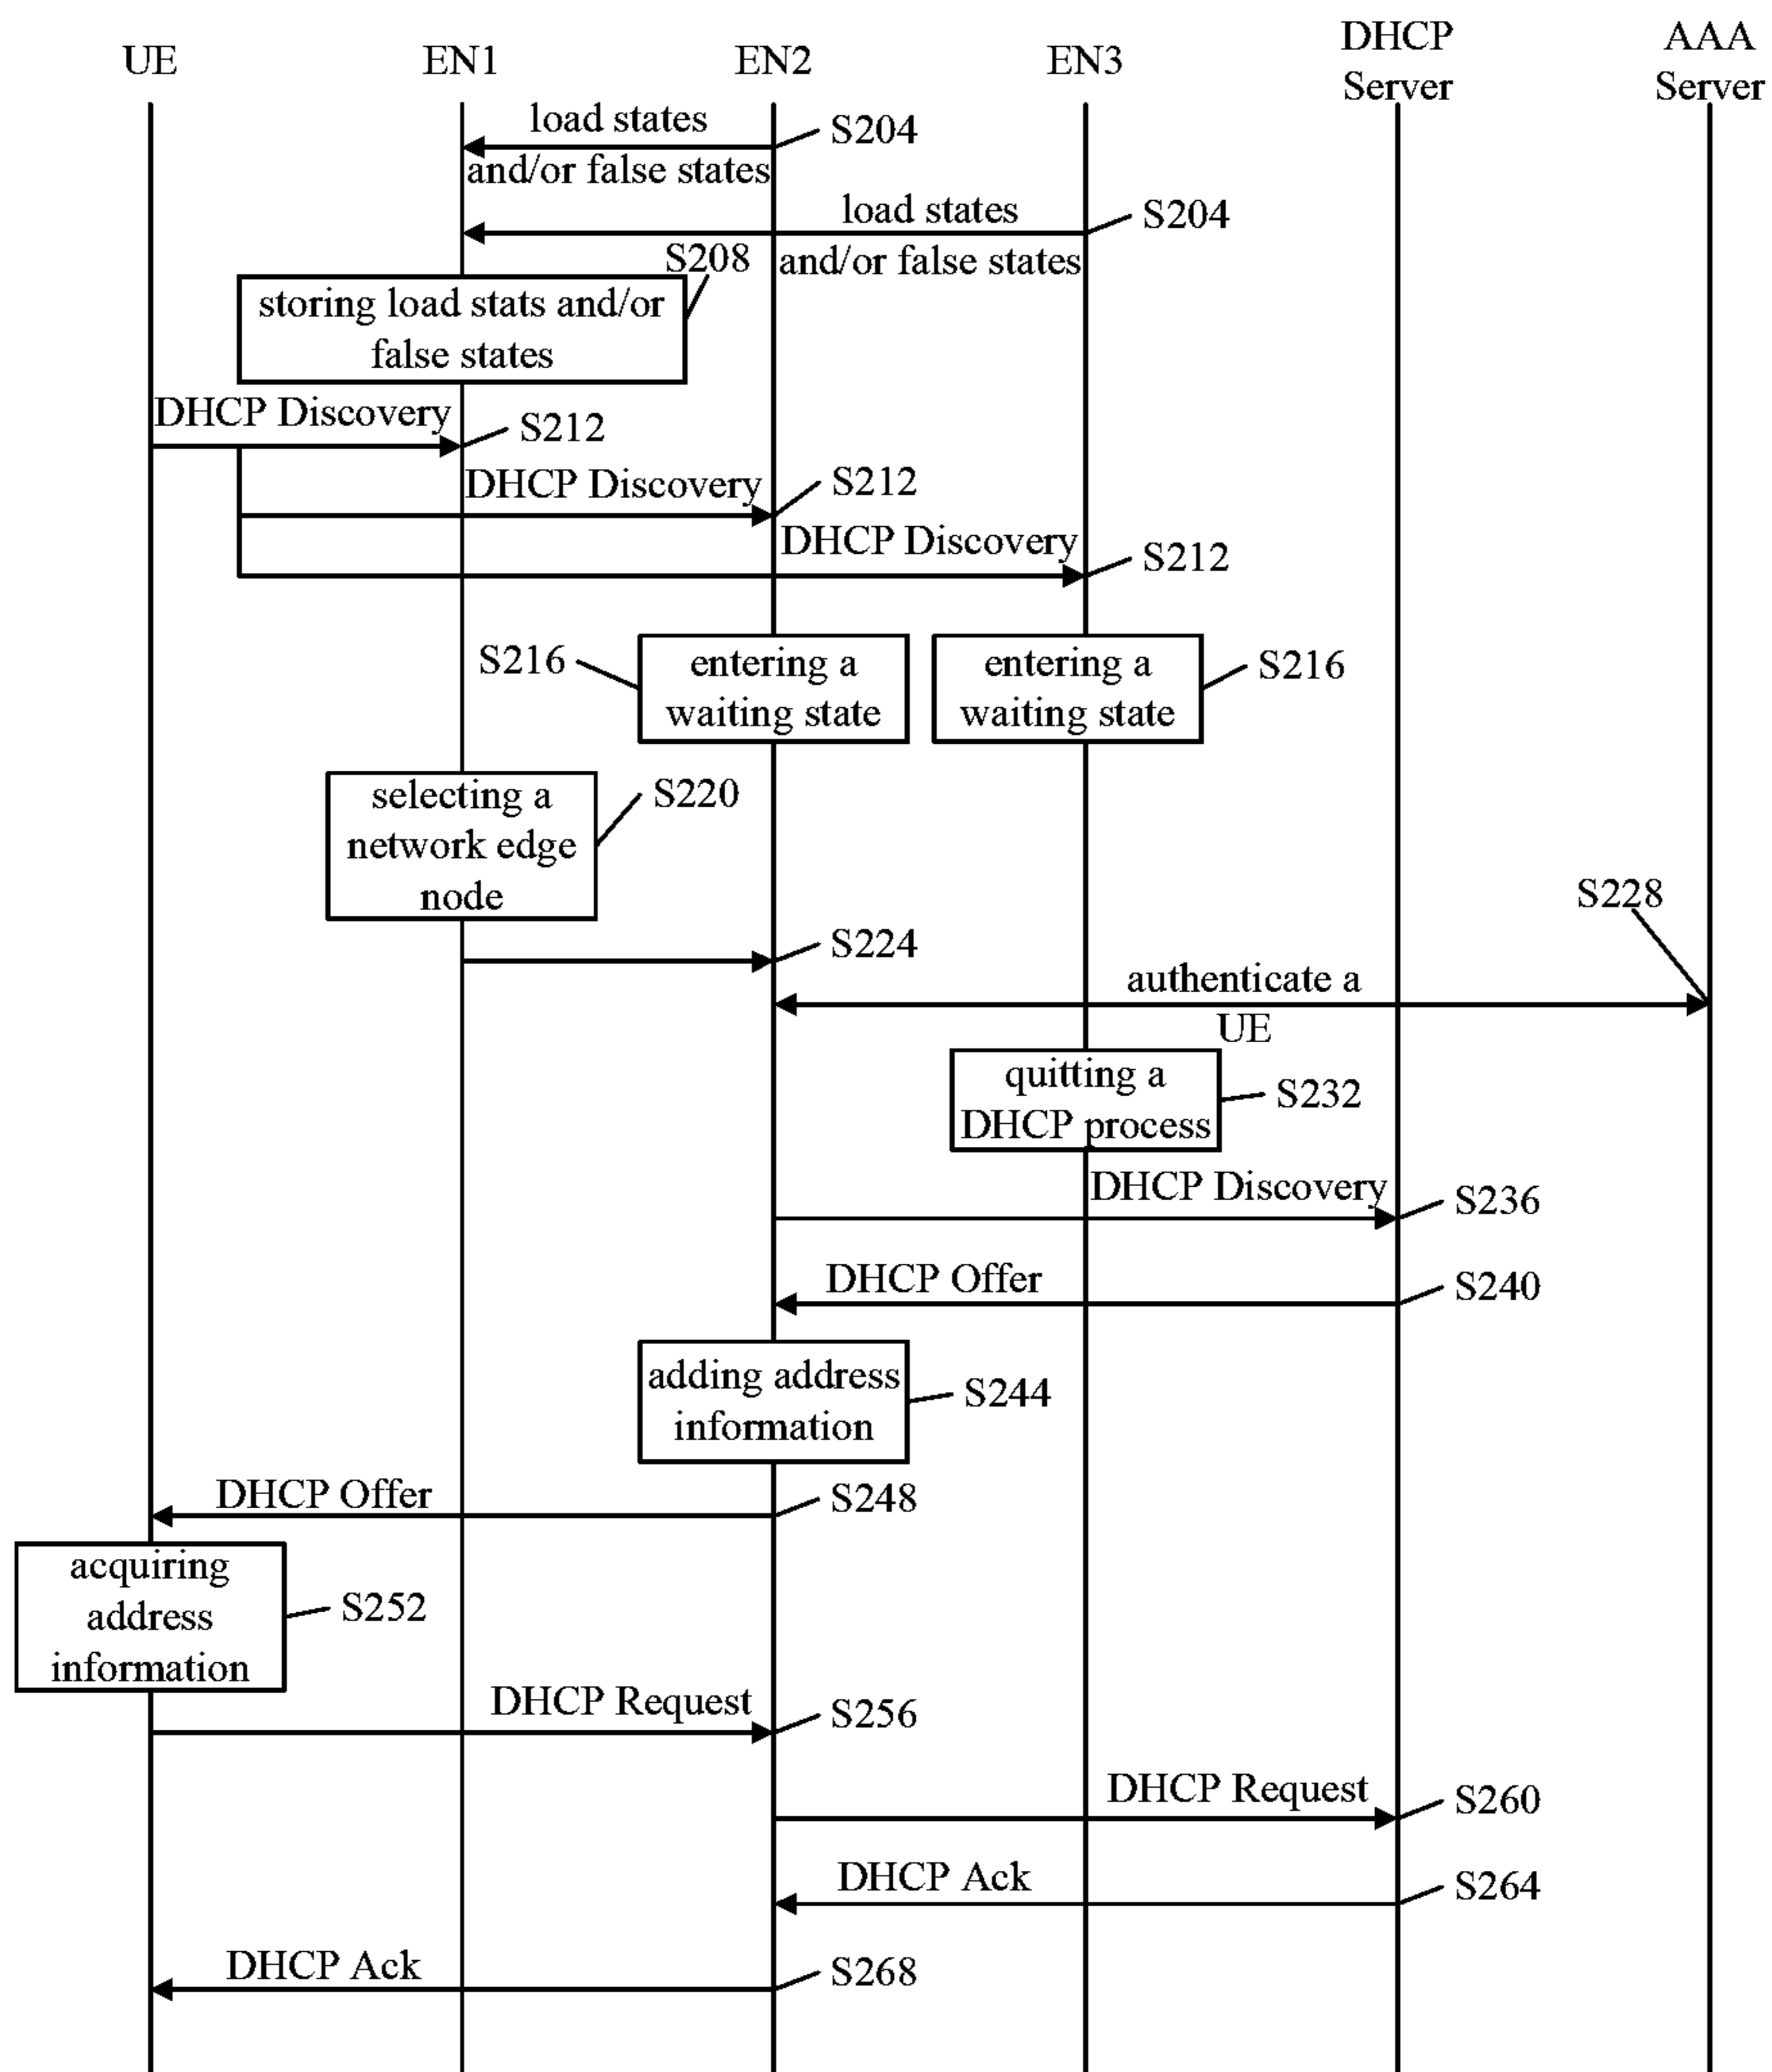 UE
EN1
EN2
EN3
DHCP
Server
AAA
Server
load states
and/or false states
S204
load states
and/or false states
S204
S208
storing load stats and/or
false states
DHCP Discovery
S212
DHCP Discovery
S212
DHCP Discovery
S212
S216
entering a
waiting state
entering a
waiting state
S216
selecting a
network edge
node
S220
S224
S228
authenticate a
UE
quitting a
DHCP process
S232
DHCP Discovery
S236
DHCP Offer
S240
adding address
information
S244
DHCP Offer
S248
acquiring
address
information
S252
DHCP Request
S256
DHCP Request
S260
DHCP Ack
S264
DHCP Ack
S268